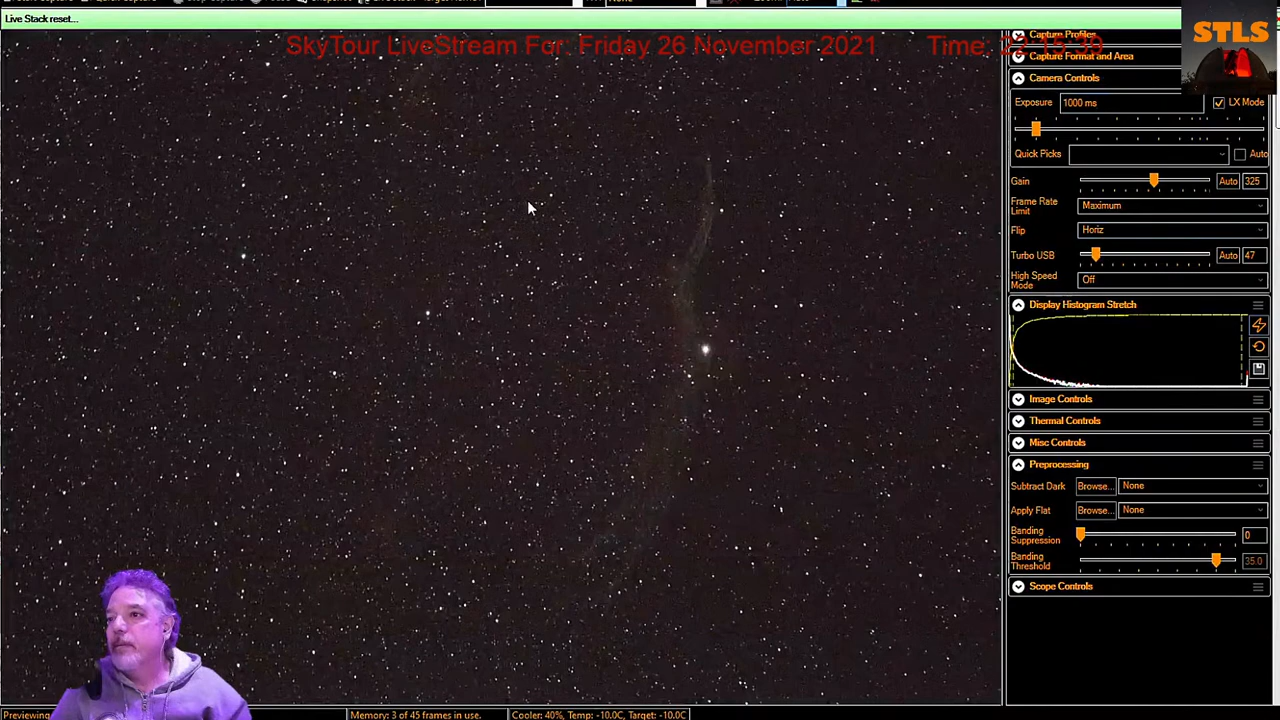 Live Stack reset...
SkyTour LiveStream For: Friday 26 November 2021 Time: 22:15:38
STLS
Capture Profiles
Capture Format and Area
Camera Controls
Exposure 1000 ms LX Mode
Quick Picks Auto
Gain Auto 325
Frame Rate Limit Maximum
Flip Horiz
Turbo USB Auto 47
High Speed Mode Off
Display Histogram Stretch
Image Controls
Thermal Controls
Misc Controls
Preprocessing
Subtract Dark Browse... None
Apply Flat Browse... None
Banding Suppression 0
Banding Threshold 35.0
Scope Controls
Previewing Memory: 3 of 45 frames in use. Cooler: 40%, Temp: -10.0C, Target: -10.0C